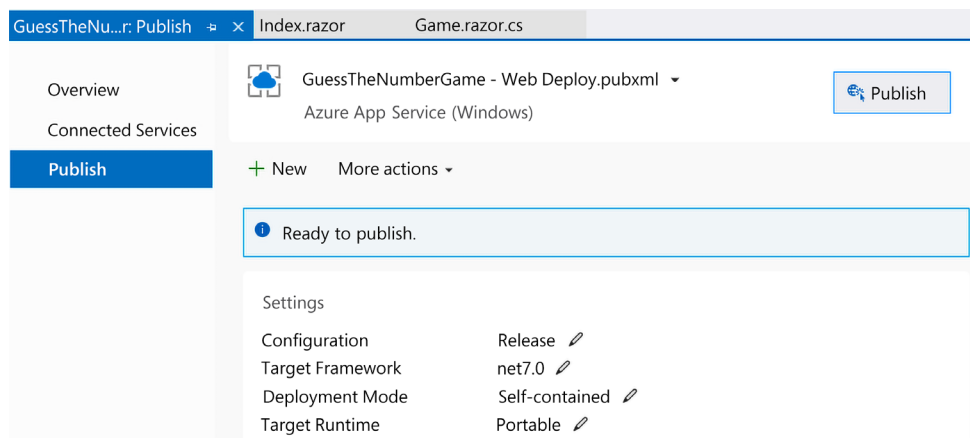 GuessTheNu...r: Publish Index.razor Game.razor.cs
Overview
Connected Services
Publish
GuessTheNumberGame - Web Deploy.pubxml
Azure App Service (Windows)
Publish
New More actions
Ready to publish.
Settings
Configuration Release
Target Framework net7.0
Deployment Mode Self-contained
Target Runtime Portable